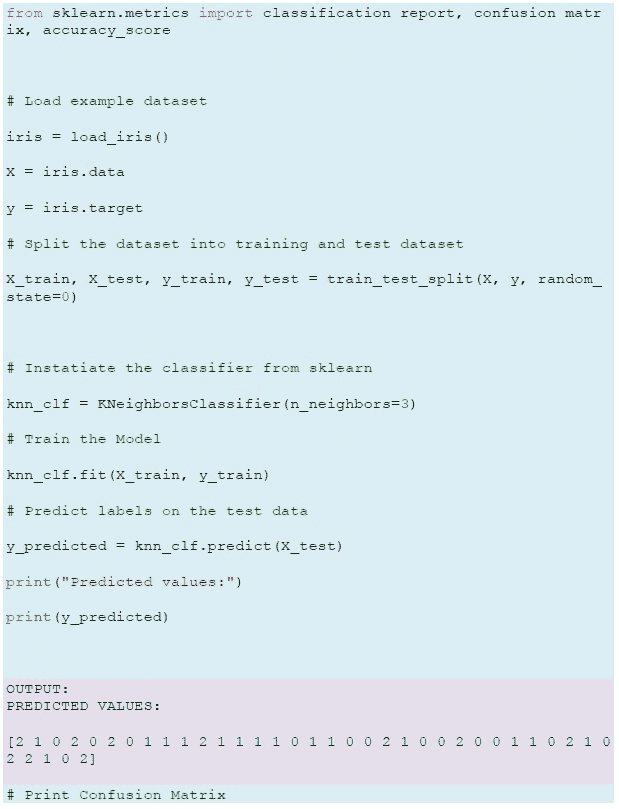 from sklearn.metrics import classification report, confusion matr
ix, accuracy_score
# Load example dataset
iris = load_iris()
X = iris.data
y = iris.target
# Split the dataset into training and test dataset
X_train, X_test, y_train, y_test = train_test_split(X, y, random_
state=0)
# Instatiate the classifier from sklearn
knn_clf = KNeighborsClassifier(n_neighbors=3)
# Train the Model
knn_clf.fit(X_train, y_train)
# Predict labels on the test data
y_predicted = knn_clf.predict(X_test)
print("Predicted values:")
print(y_predicted)
OUTPUT:
PREDICTED VALUES:
[2 1 0 2 0 2 0 1 1 1 2 1 1 1 1 0 1 1 0 0 2 1 0 0 2 0 0 1 1 0 2 1 0
2 2 1 0 2]
# Print Confusion Matrix